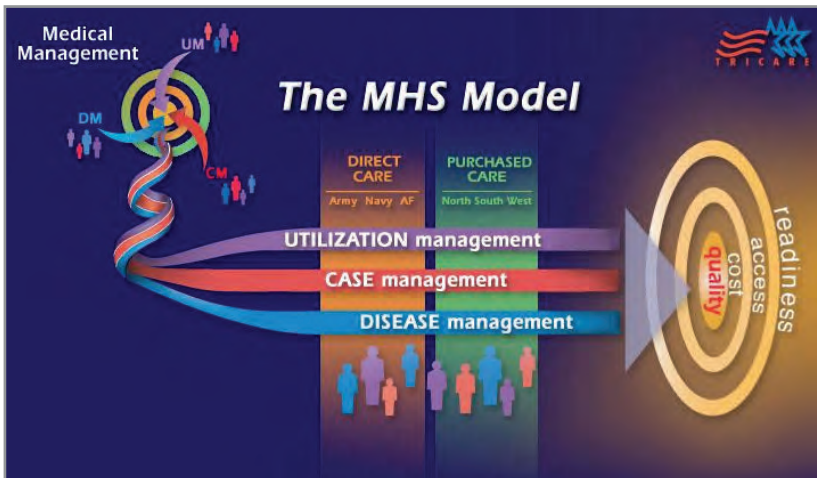 Medical
Management
UM
DM
CM
TRICARE
The MHS Model
DIRECT
CARE
Army Navy AF
PURCHASED
CARE
North South West
UTILIZATION management
CASE management
DISEASE management
quality
cost
access
readiness